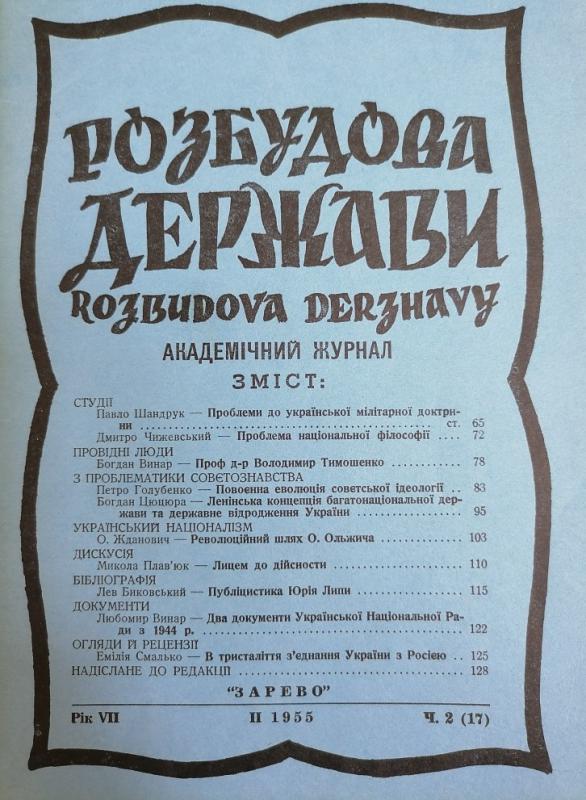 РОЗБУДОВА
ДЕРЖАВИ
ROZBUDOVA DERZHAVY
АКАДЕМІЧНИЙ ЖУРНАЛ
ЗМІСТ:
СТУДІЇ
Павло Шандрук — Проблеми до української мілітарної доктри-
ни ........................................ ст. 65
Дмитро Чижевський — Проблема національної філософії .... 72
ПРОВІДНІ ЛЮДИ
Богдан Винар — Проф д-р Володимир Тимошенко ............ 78
З ПРОБЛЕМАТИКИ СОВЄТОЗНАВСТВА
Петро Голубенко — Повоєнна еволюція совєтської ідеології .. 83
Богдан Цюцюра — Ленінська концепція багатонаціональної дер-
жави та державне відродження України .............. 95
УКРАЇНСЬКИЙ НАЦІОНАЛІЗМ
О. Жданович — Революційний шлях О. Ольжича ............ 103
ДИСКУСІЯ
Микола Плав'юк — Лицем до дійсности .................... 110
БІБЛІОГРАФІЯ
Лев Биковський — Публіцистика Юрія Липи .............. 115
ДОКУМЕНТИ
Любомир Винар — Два документи Української Національної Ра-
ди з 1944 р. ........................................ 122
ОГЛЯДИ Й РЕЦЕНЗІЇ
Емілія Смалько — В тристаліття з'єднання України з Росією .. 125
НАДІСЛАНЕ ДО РЕДАКЦІЇ ................................ 128
"ЗАРЕВО"
Рік VII II 1955 Ч. 2 (17)